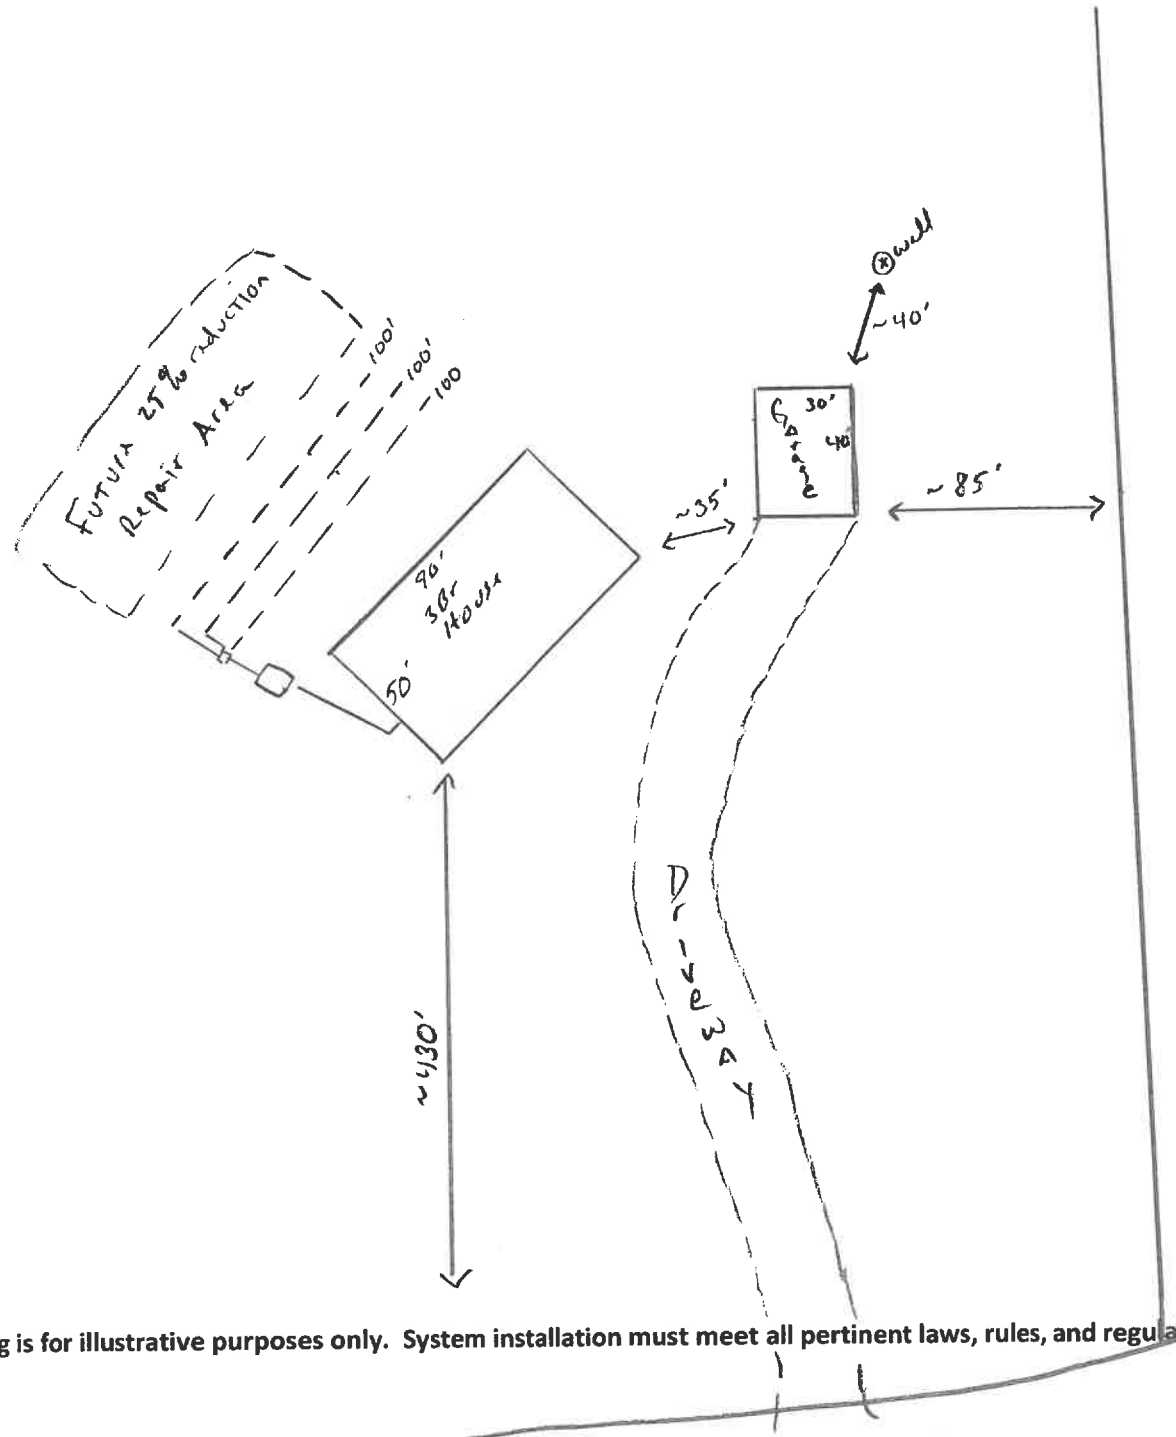 well
~40'
Future 25% reduction
Repair Area
100'
100'
100
Garage
30'
40'
~35'
~85'
90'
3Br
House
50'
Driveway
~430'
g is for illustrative purposes only. System installation must meet all pertinent laws, rules, and regula